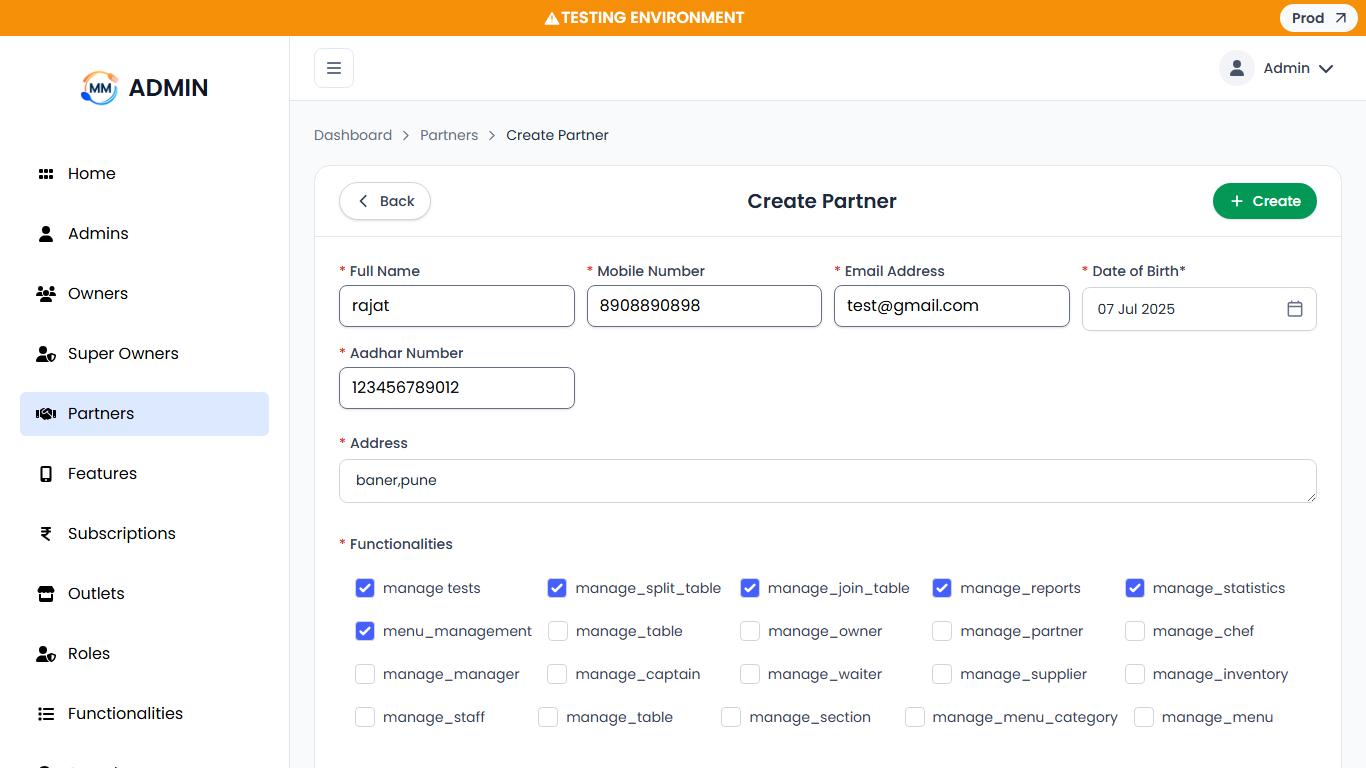 TESTING ENVIRONMENT
Prod
MM ADMIN
Admin
Home
Admins
Owners
Super Owners
Partners
Features
Subscriptions
Outlets
Roles
Functionalities
Dashboard > Partners > Create Partner
Back
Create Partner
+ Create
* Full Name
* Mobile Number
* Email Address
* Date of Birth*
rajat
8908890898
test@gmail.com
07 Jul 2025
* Aadhar Number
123456789012
* Address
baner,pune
* Functionalities
manage tests
manage_split_table
manage_join_table
manage_reports
manage_statistics
menu_management
manage_table
manage_owner
manage_partner
manage_chef
manage_manager
manage_captain
manage_waiter
manage_supplier
manage_inventory
manage_staff
manage_table
manage_section
manage_menu_category
manage_menu